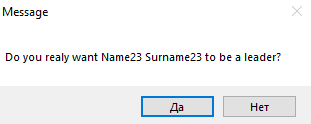 Message
Do you realy want Name23 Surname23 to be a leader?
Да
Нет